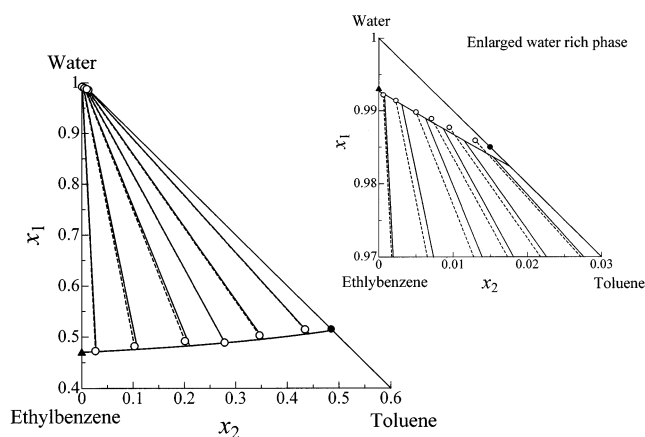 Water
1
0.9
0.8
0.7
0.6
0.5
0.4
x1
0
0.1
0.2
0.3
0.4
0.5
0.6
Ethylbenzene
x2
Toluene
Water
Enlarged water rich phase
1
0.99
0.98
0.97
x1
0
0.01
0.02
0.03
Ethlybenzene
x2
Toluene